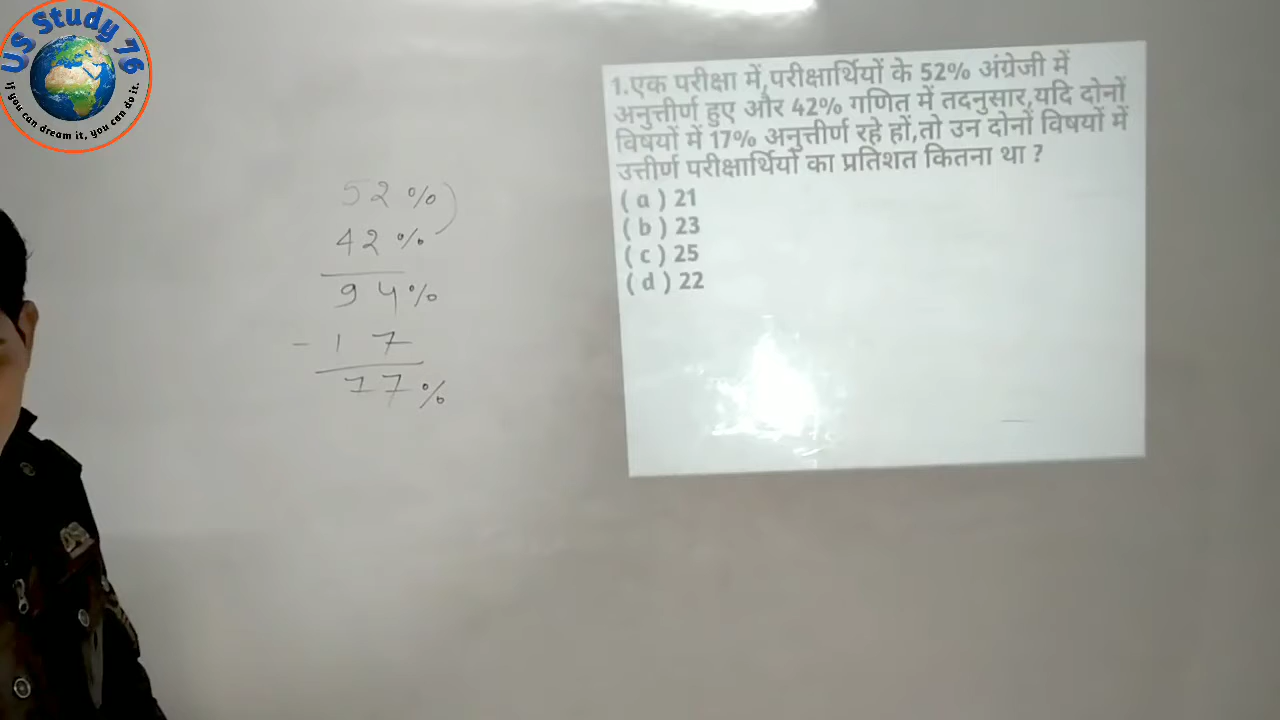 US Study 76
If you can dream it, you can do it.
1.एक परीक्षा में,परीक्षार्थियों के 52% अंग्रेजी में
अनुत्तीर्ण हुए और 42% गणित में तदनुसार,यदि दोनों
विषयों में 17% अनुत्तीर्ण रहे हों,तो उन दोनों विषयों में
उत्तीर्ण परीक्षार्थियों का प्रतिशत कितना था ?
( a ) 21
( b ) 23
( c ) 25
( d ) 22
52%)
42%
94%
- 17
77%